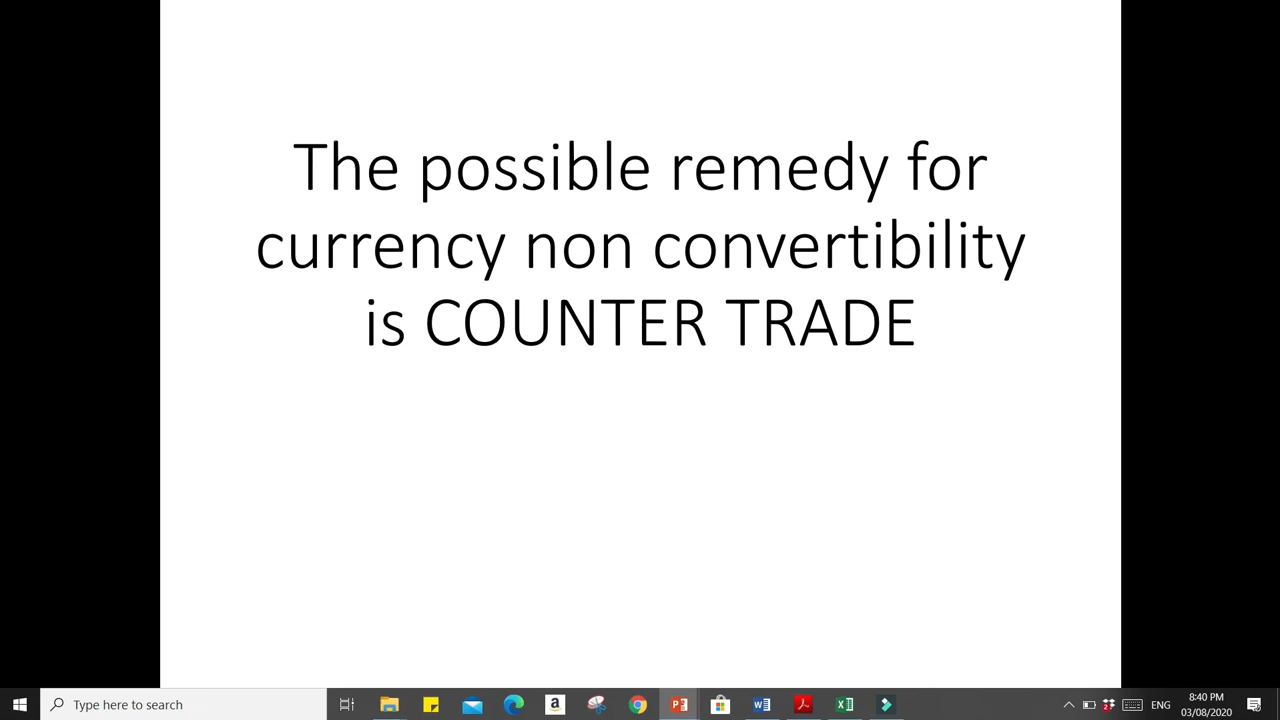 The possible remedy for
currency non convertibility
is COUNTER TRADE
Type here to search
ENG
8:40 PM
03/08/2020